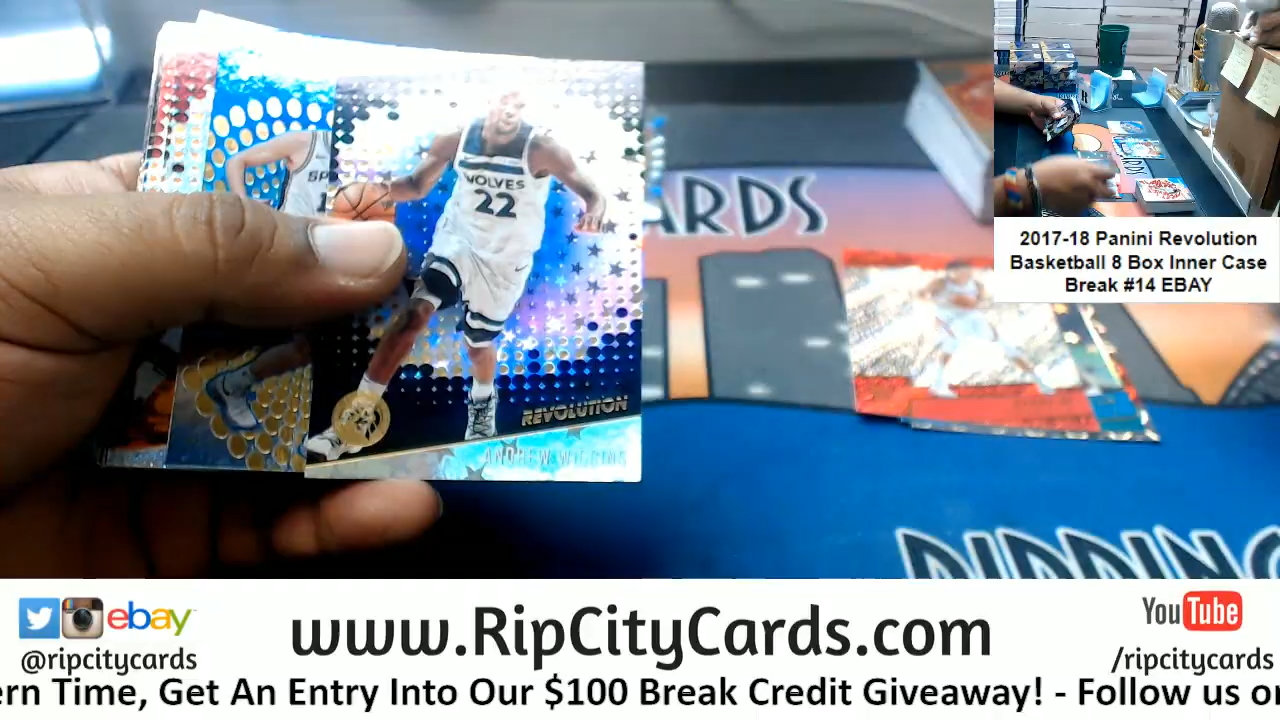 SP
WOLVES
22
REVOLUTION
ANDREW WIGGINS
ARDS
2017-18 Panini Revolution
Basketball 8 Box Inner Case
Break #14 EBAY
ebay
@ripcitycards
www.RipCityCards.com
YouTube
/ripcitycards
ern Time, Get An Entry Into Our $100 Break Credit Giveaway! - Follow us o